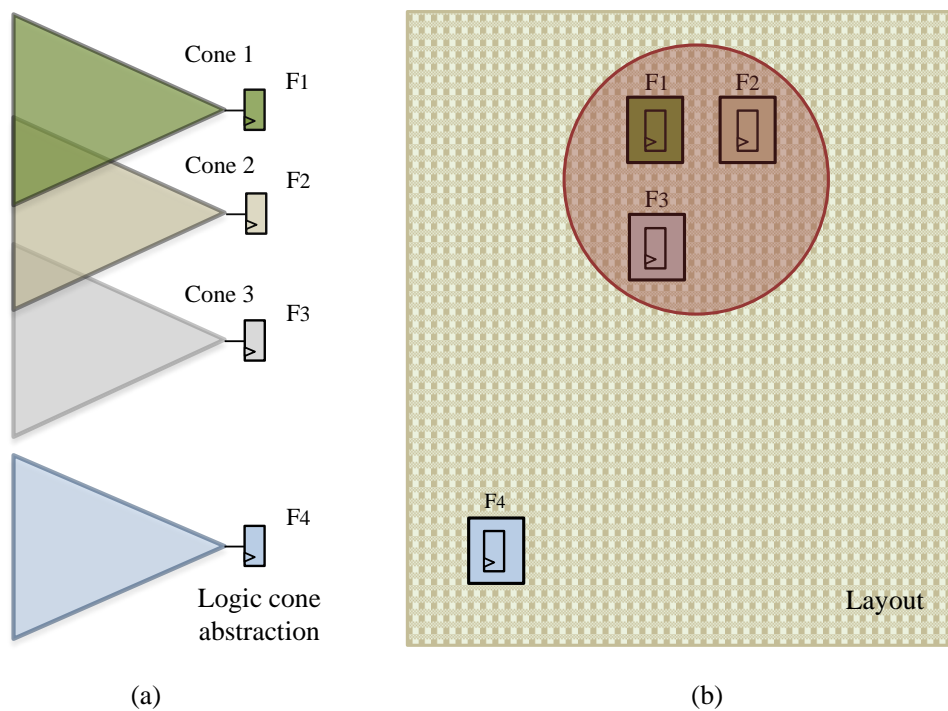 Cone 1
F1
Cone 2
F2
Cone 3
F3
F4
Logic cone
abstraction
(a)
F1
F2
F3
F4
Layout
(b)